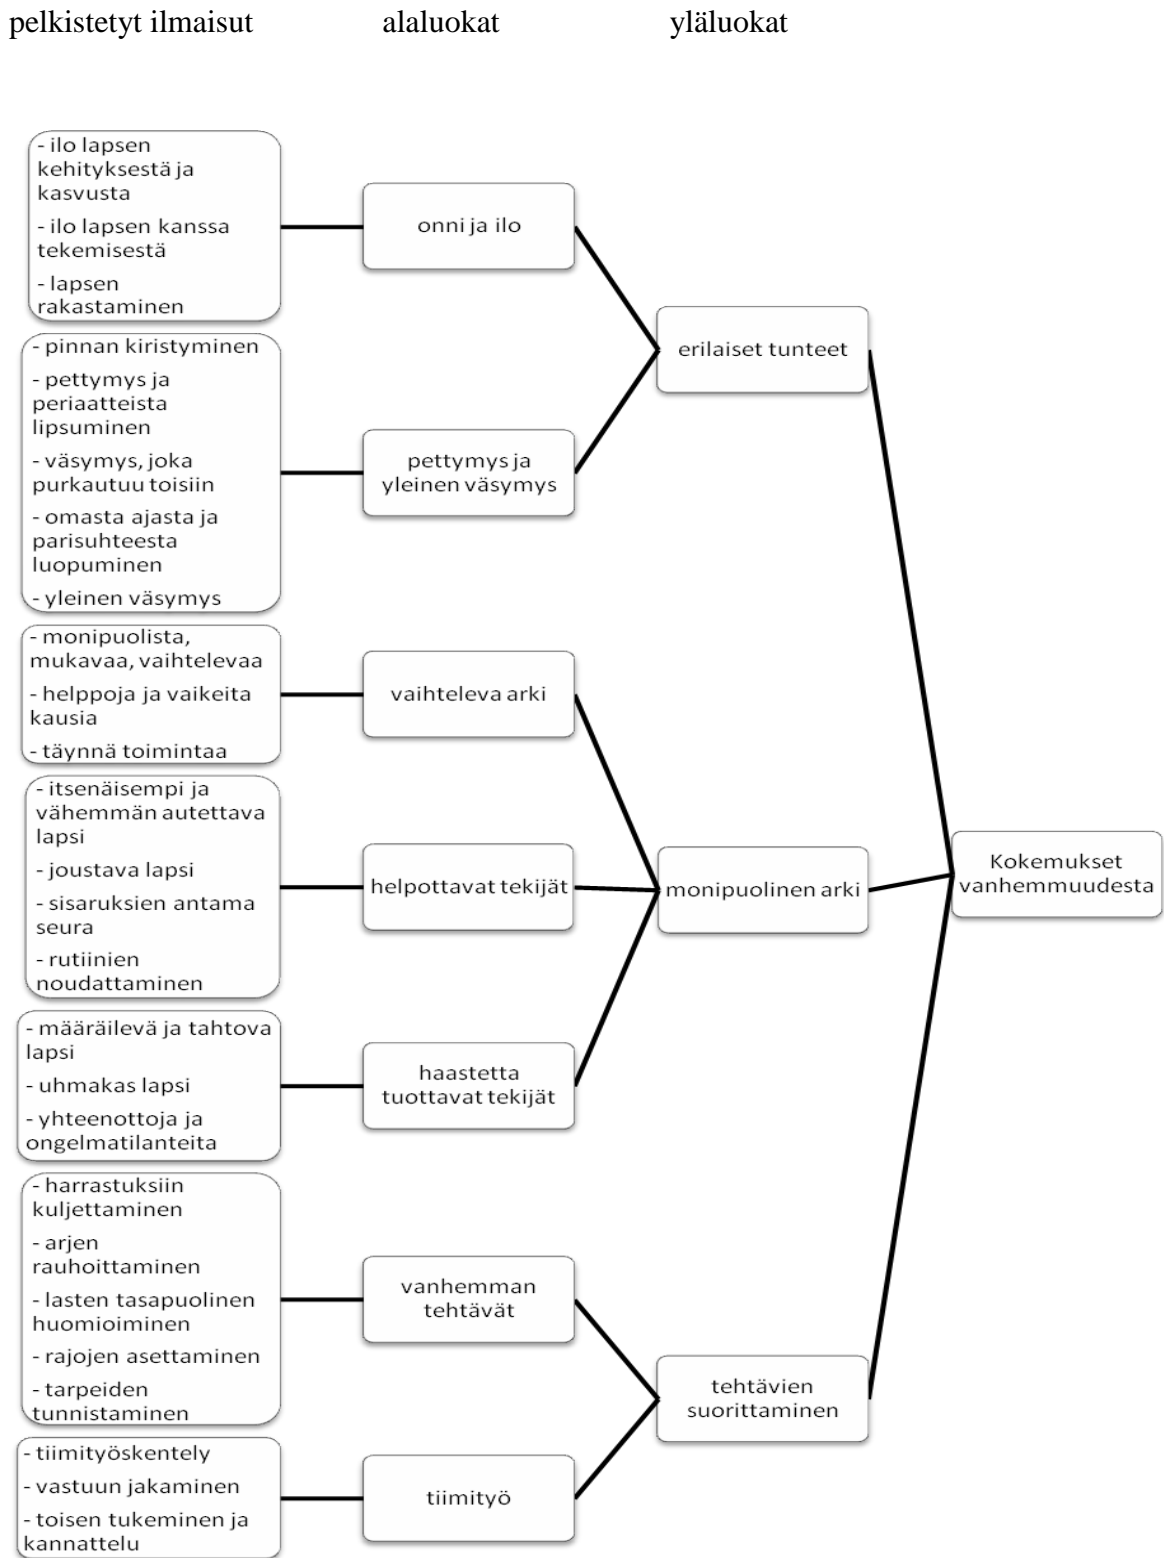 pelkistetyt ilmaisut
alaluokat
yläluokat
- ilo lapsen
kehityksestä ja
kasvusta
- ilo lapsen kanssa
tekemisestä
- lapsen
rakastaminen
onni ja ilo
- pinnan kiristyminen
- pettymys ja
periaatteista
lipsuminen
- väsymys, joka
purkautuu toisiin
- omasta ajasta ja
parisuhteesta
luopuminen
- yleinen väsymys
pettymys ja
yleinen väsymys
erilaiset tunteet
- monipuolista,
mukavaa, vaihtelevaa
- helppoja ja vaikeita
kausia
- täynnä toimintaa
vaihteleva arki
- itsenäisempi ja
vähemmän autettava
lapsi
- joustava lapsi
- sisaruksien antama
seura
- rutiinien
noudattaminen
helpottavat tekijät
monipuolinen arki
Kokemukset
vanhemmuudesta
- määräilevä ja tahtova
lapsi
- uhmakas lapsi
- yhteenottoja ja
ongelmatilanteita
haastetta
tuottavat tekijät
- harrastuksiin
kuljettaminen
- arjen
rauhoittaminen
- lasten tasapuolinen
huomioiminen
- rajojen asettaminen
- tarpeiden
tunnistaminen
vanhemman
tehtävät
tehtävien
suorittaminen
- tiimityöskentely
- vastuun jakaminen
- toisen tukeminen ja
kannattelu
tiimityö